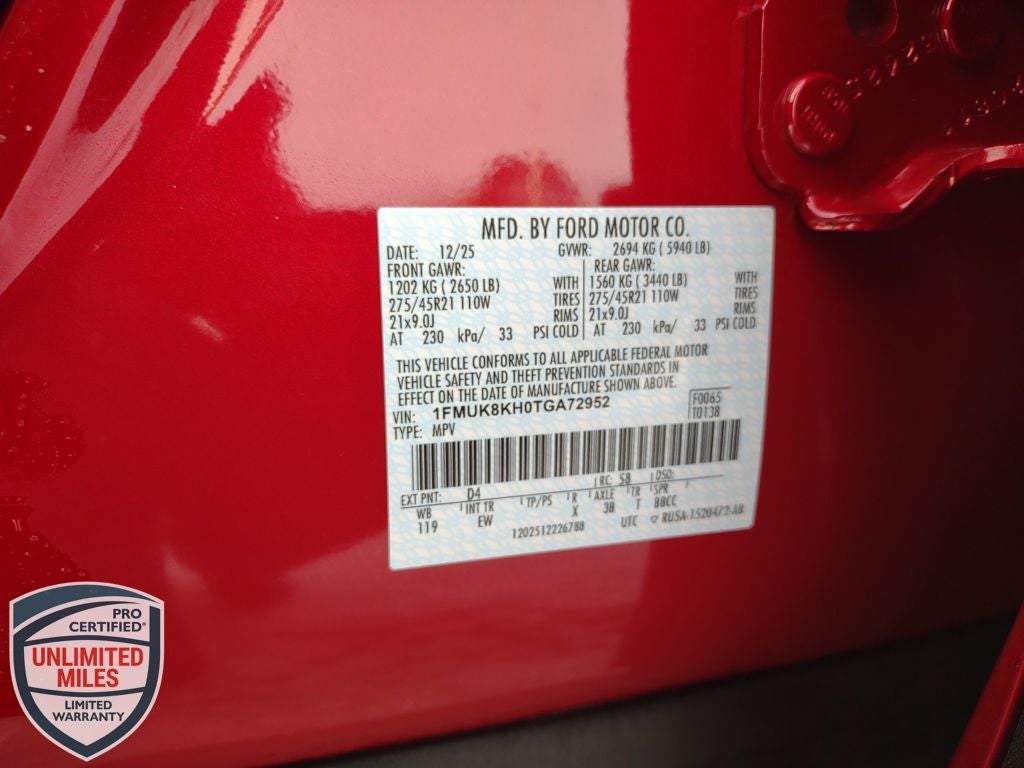 MFD. BY FORD MOTOR CO.
DATE: 12/25 GVWR: 2694 KG ( 5940 LB)
FRONT GAWR: REAR GAWR:
1202 KG ( 2650 LB) WITH 1560 KG ( 3440 LB) WITH
275/45R21 110W TIRES 275/45R21 110W TIRES
21x9.0J RIMS 21x9.0J RIMS
AT 230 kPa/ 33 PSI COLD AT 230 kPa/ 33 PSI COLD
THIS VEHICLE CONFORMS TO ALL APPLICABLE FEDERAL MOTOR
VEHICLE SAFETY AND THEFT PREVENTION STANDARDS IN
EFFECT ON THE DATE OF MANUFACTURE SHOWN ABOVE.
VIN: 1FMUK8KH0TGA72952 F0065
TYPE: MPV T0138
EXT PNT: D4 RC: 58 DSO:
WB INT TR TP/PS R AXLE TR SPR
119 EW X 3B T BBCC
1202512226788 UTC RU5A-1520472-AB
PRO
CERTIFIED
UNLIMITED
MILES
LIMITED
WARRANTY